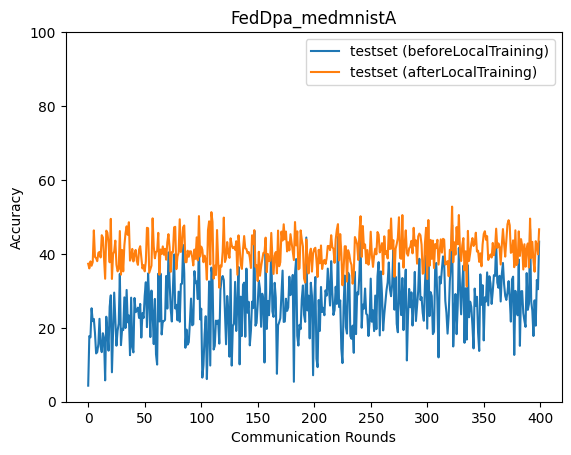 FedDpa_medmnistA
100
80
60
40
20
0
Accuracy
testset (beforeLocalTraining)
testset (afterLocalTraining)
0 50 100 150 200 250 300 350 400
Communication Rounds